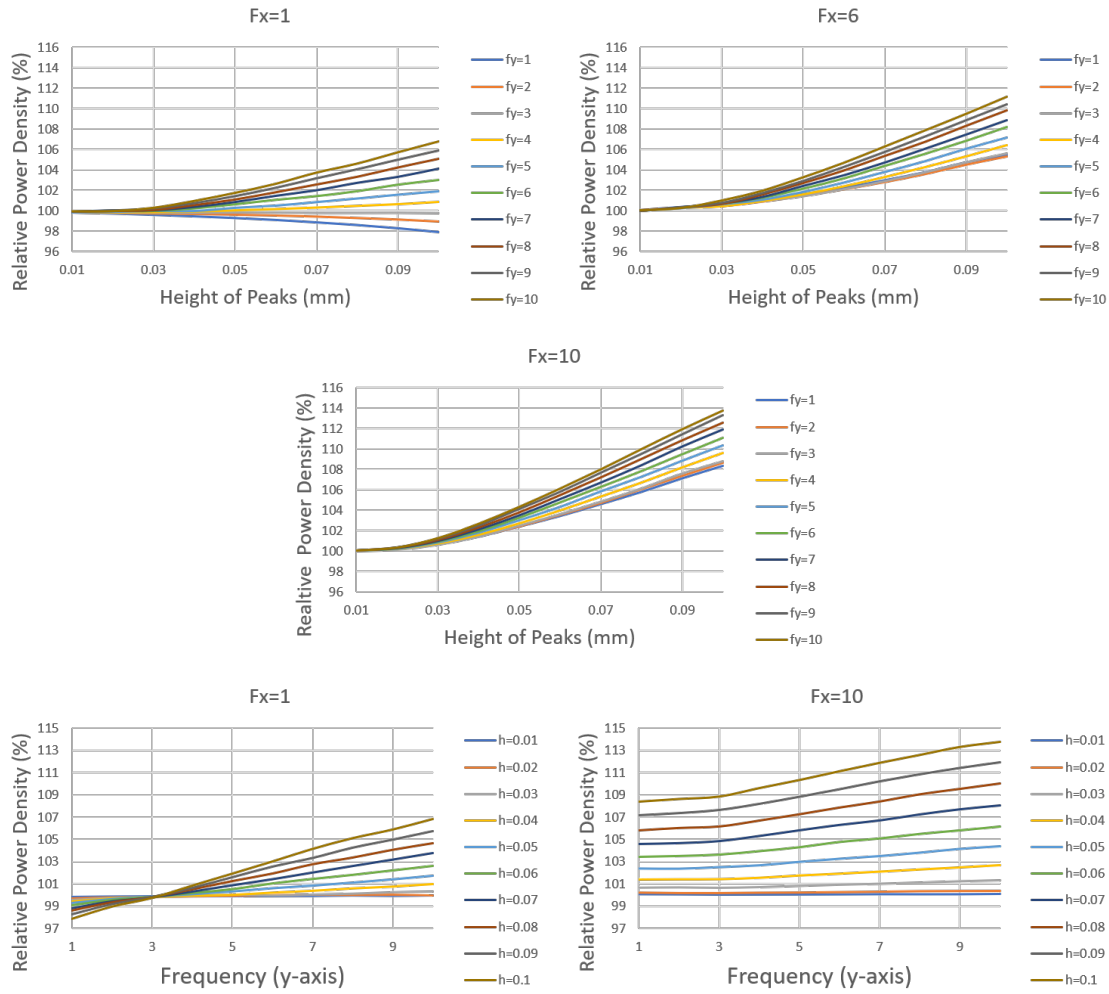 Fx=1
Relative Power Density (%)
116
114
112
110
108
106
104
102
100
98
96
0.01 0.03 0.05 0.07 0.09
Height of Peaks (mm)
fy=1
fy=2
fy=3
fy=4
fy=5
fy=6
fy=7
fy=8
fy=9
fy=10
Fx=6
Relative Power Density (%)
116
114
112
110
108
106
104
102
100
98
96
0.01 0.03 0.05 0.07 0.09
Height of Peaks (mm)
fy=1
fy=2
fy=3
fy=4
fy=5
fy=6
fy=7
fy=8
fy=9
fy=10
Fx=10
Realtive Power Density (%)
116
114
112
110
108
106
104
102
100
98
96
0.01 0.03 0.05 0.07 0.09
Height of Peaks (mm)
fy=1
fy=2
fy=3
fy=4
fy=5
fy=6
fy=7
fy=8
fy=9
fy=10
Fx=1
Relative Power Density (%)
115
113
111
109
107
105
103
101
99
97
1 3 5 7 9
Frequency (y-axis)
h=0.01
h=0.02
h=0.03
h=0.04
h=0.05
h=0.06
h=0.07
h=0.08
h=0.09
h=0.1
Fx=10
Relative Power Density (%)
115
113
111
109
107
105
103
101
99
97
1 3 5 7 9
Frequency (y-axis)
h=0.01
h=0.02
h=0.03
h=0.04
h=0.05
h=0.06
h=0.07
h=0.08
h=0.09
h=0.1